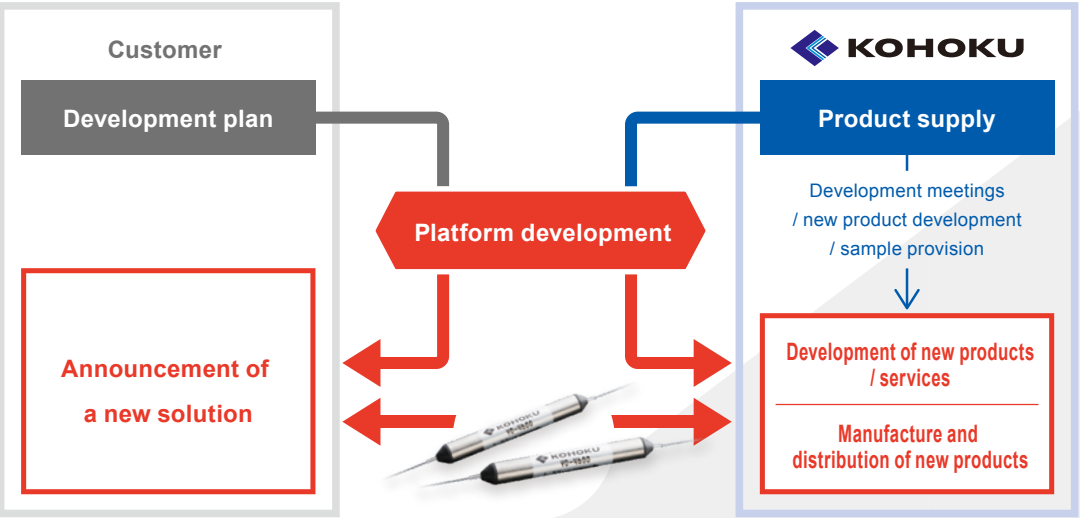 Customer
KOHOKU
Development plan
Product supply
Platform development
Development meetings
/ new product development
/ sample provision
Announcement of
a new solution
Development of new products
/ services
Manufacture and
distribution of new products
KOHOKU
KOHOKU